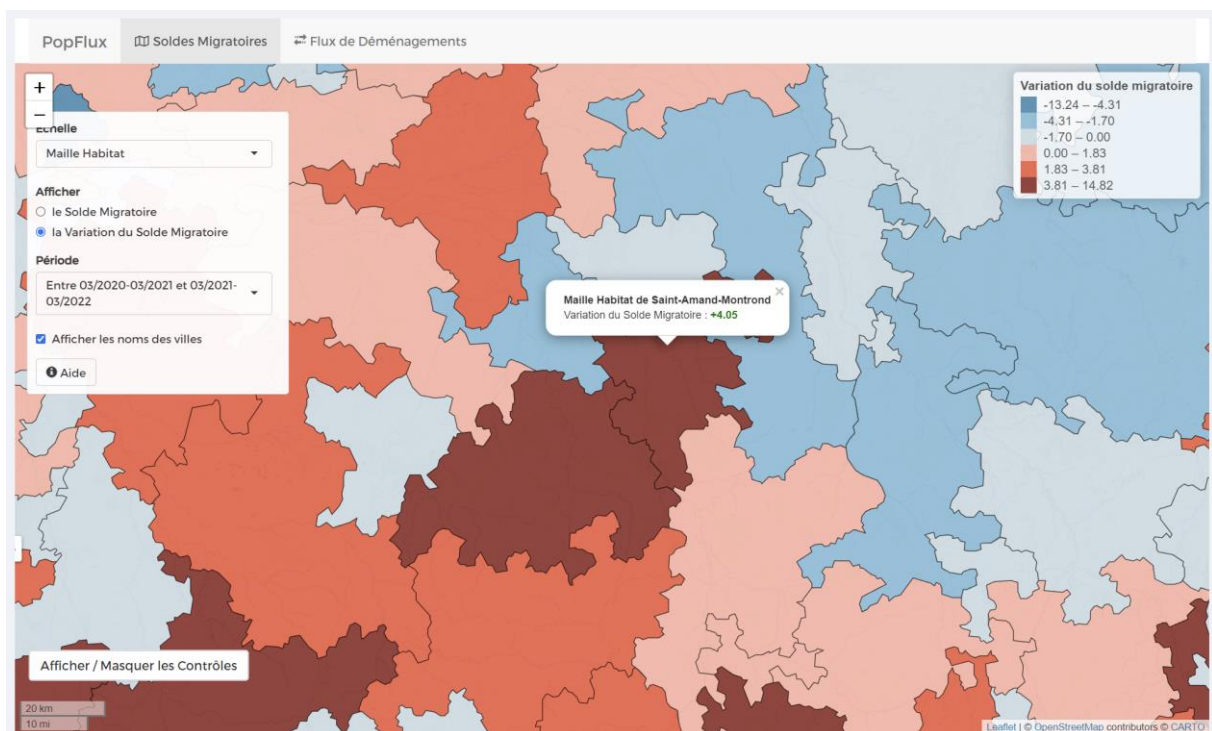 PopFlux
Soldes Migratoires
Flux de Déménagements
+
−
Echelle
Maille Habitat
Afficher
le Solde Migratoire
la Variation du Solde Migratoire
Période
Entre 03/2020-03/2021 et 03/2021-
03/2022
Afficher les noms des villes
Aide
Variation du solde migratoire
-13.24 – -4.31
-4.31 – -1.70
-1.70 – 0.00
0.00 – 1.83
1.83 – 3.81
3.81 – 14.82
Maille Habitat de Saint-Amand-Montrond ×
Variation du Solde Migratoire : +4.05
Afficher / Masquer les Contrôles
20 km
10 mi
Leaflet | © OpenStreetMap contributors © CARTO